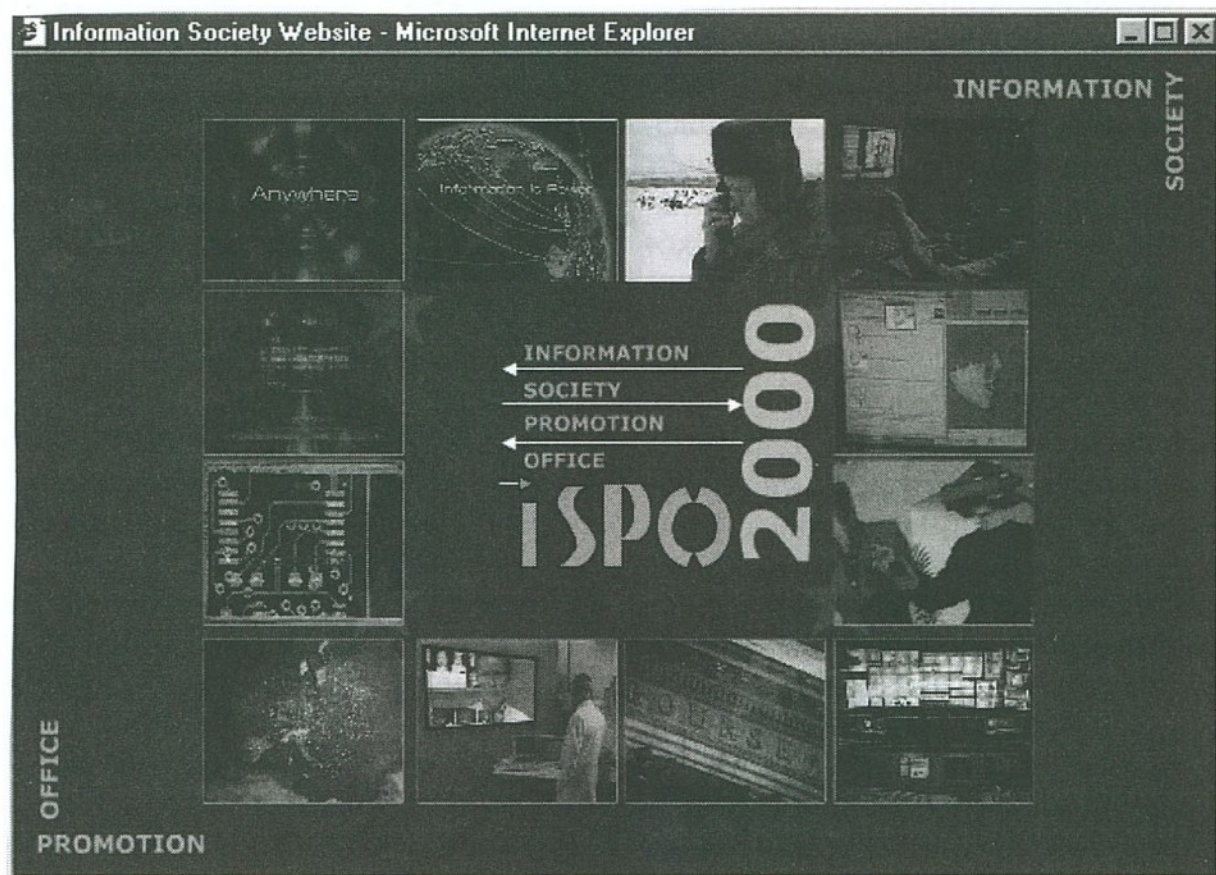 Information Society Website - Microsoft Internet Explorer
INFORMATION
SOCIETY
Anywhere
Information is Power
INFORMATION
SOCIETY
PROMOTION
OFFICE
iSPO
2000
OFFICE
PROMOTION